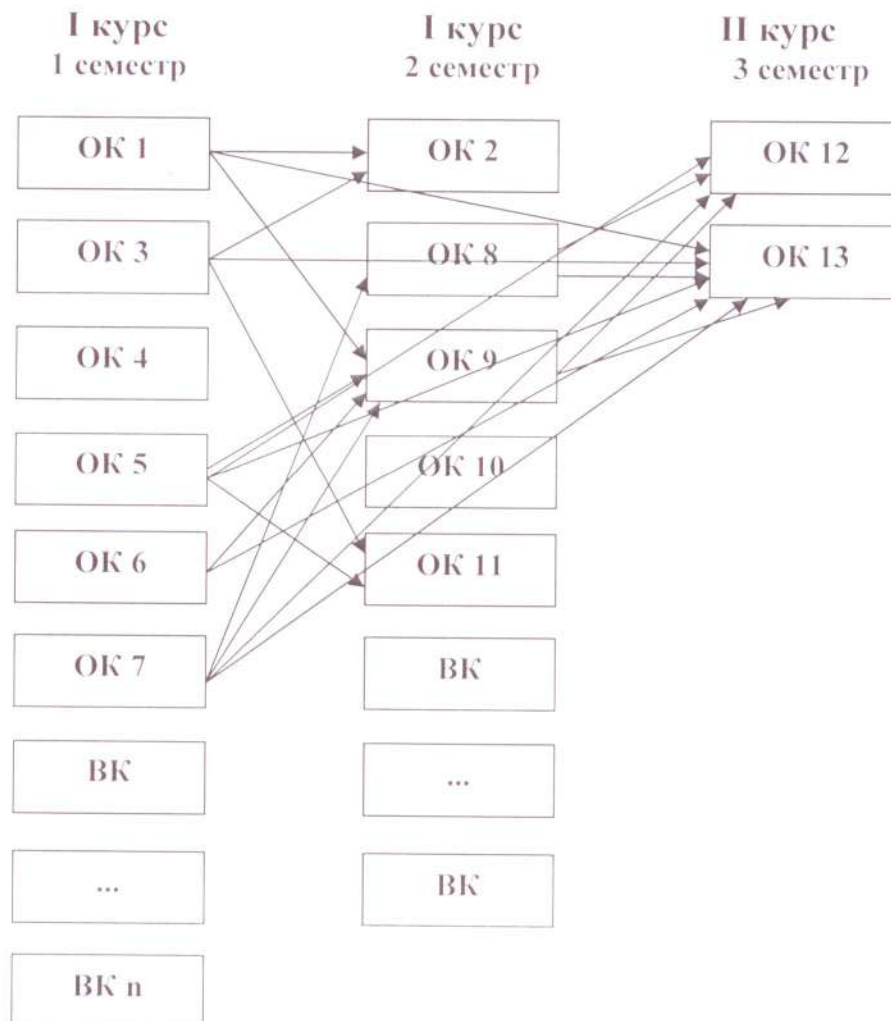 І курс
1 семестр
І курс
2 семестр
ІІ курс
3 семестр
ОК 1
ОК 2
ОК 12
ОК 3
ОК 8
ОК 13
ОК 4
ОК 9
ОК 5
ОК 10
ОК 6
ОК 11
ОК 7
ВК
ВК
...
...
ВК
ВК n